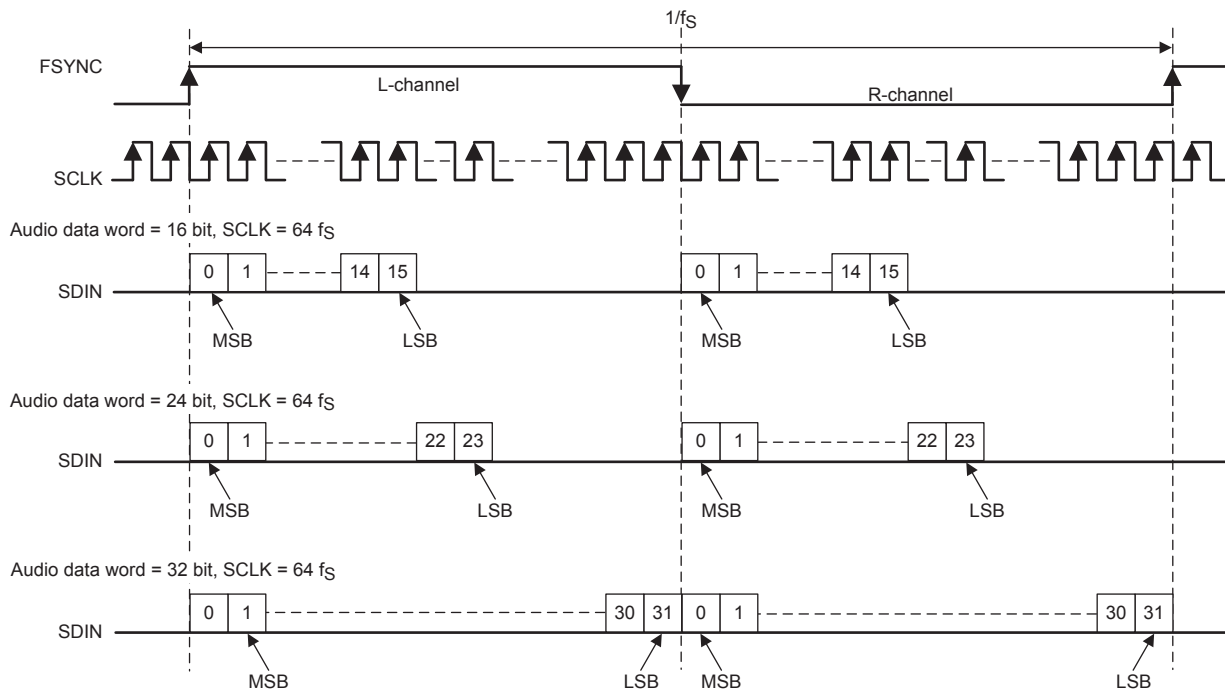 1/fS
FSYNC
L-channel
R-channel
SCLK
Audio data word = 16 bit, SCLK = 64 fS
SDIN
0 1 14 15 0 1 14 15
MSB LSB MSB LSB
Audio data word = 24 bit, SCLK = 64 fS
SDIN
0 1 22 23 0 1 22 23
MSB LSB MSB LSB
Audio data word = 32 bit, SCLK = 64 fS
SDIN
0 1 30 31 0 1 30 31
MSB LSB MSB LSB